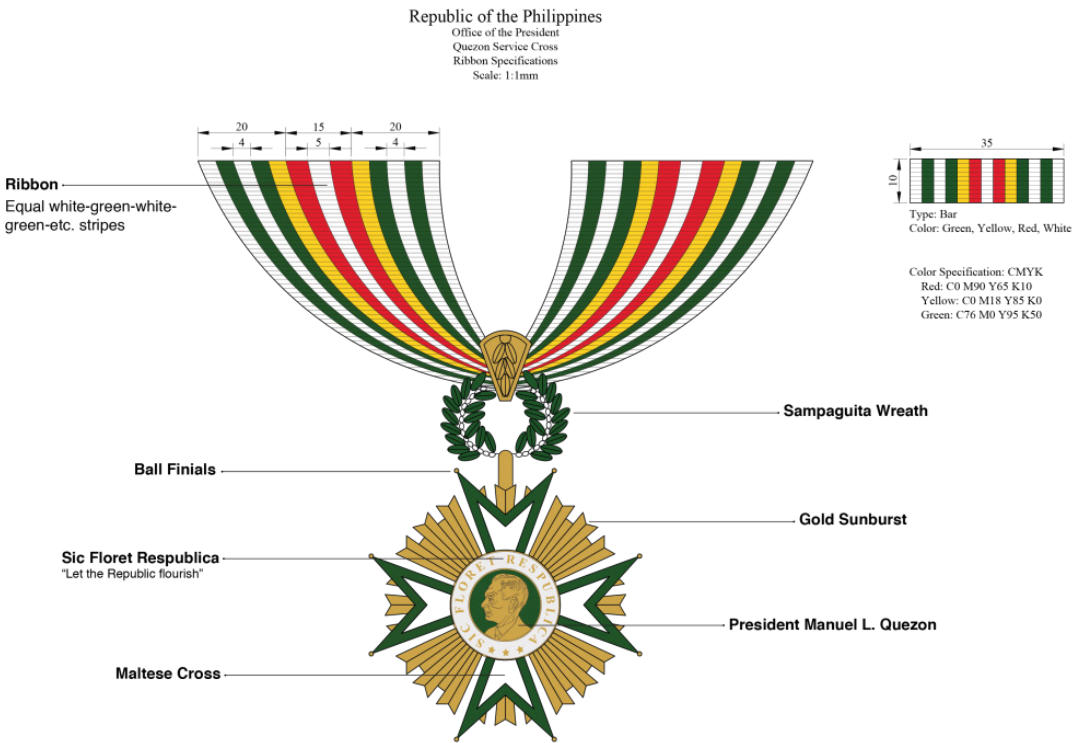 Republic of the Philippines
Office of the President
Quezon Service Cross
Ribbon Specifications
Scale: 1:1mm
20 15 20
4 5 4
35
10
Ribbon
Equal white-green-white-
green-etc. stripes
Type: Bar
Color: Green, Yellow, Red, White
Color Specification: CMYK
Red: C0 M90 Y65 K10
Yellow: C0 M18 Y85 K0
Green: C76 M0 Y95 K50
Sampaguita Wreath
Ball Finials
Gold Sunburst
Sic Floret Respublica
"Let the Republic flourish"
SIC FLORET RESPUBLICA
President Manuel L. Quezon
Maltese Cross